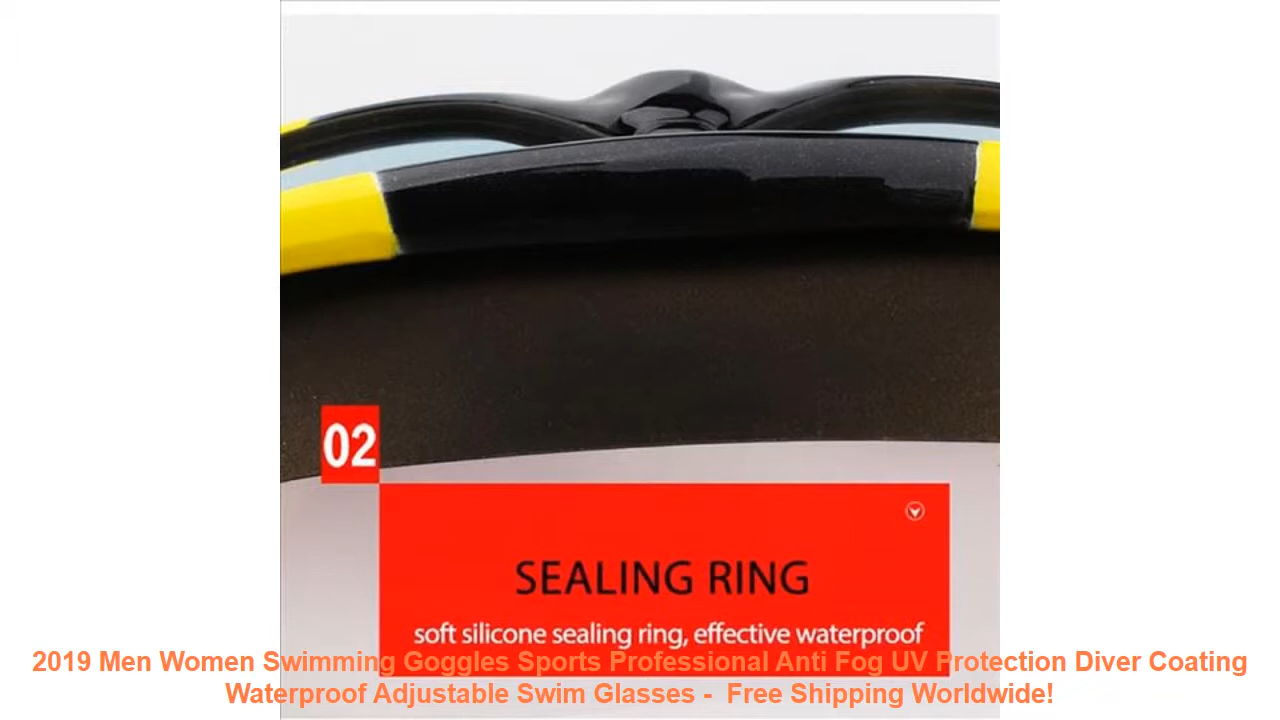 02
SEALING RING
soft silicone sealing ring, effective waterproof
2019 Men Women Swimming Goggles Sports Professional Anti Fog UV Protection Diver Coating
Waterproof Adjustable Swim Glasses -  Free Shipping Worldwide!